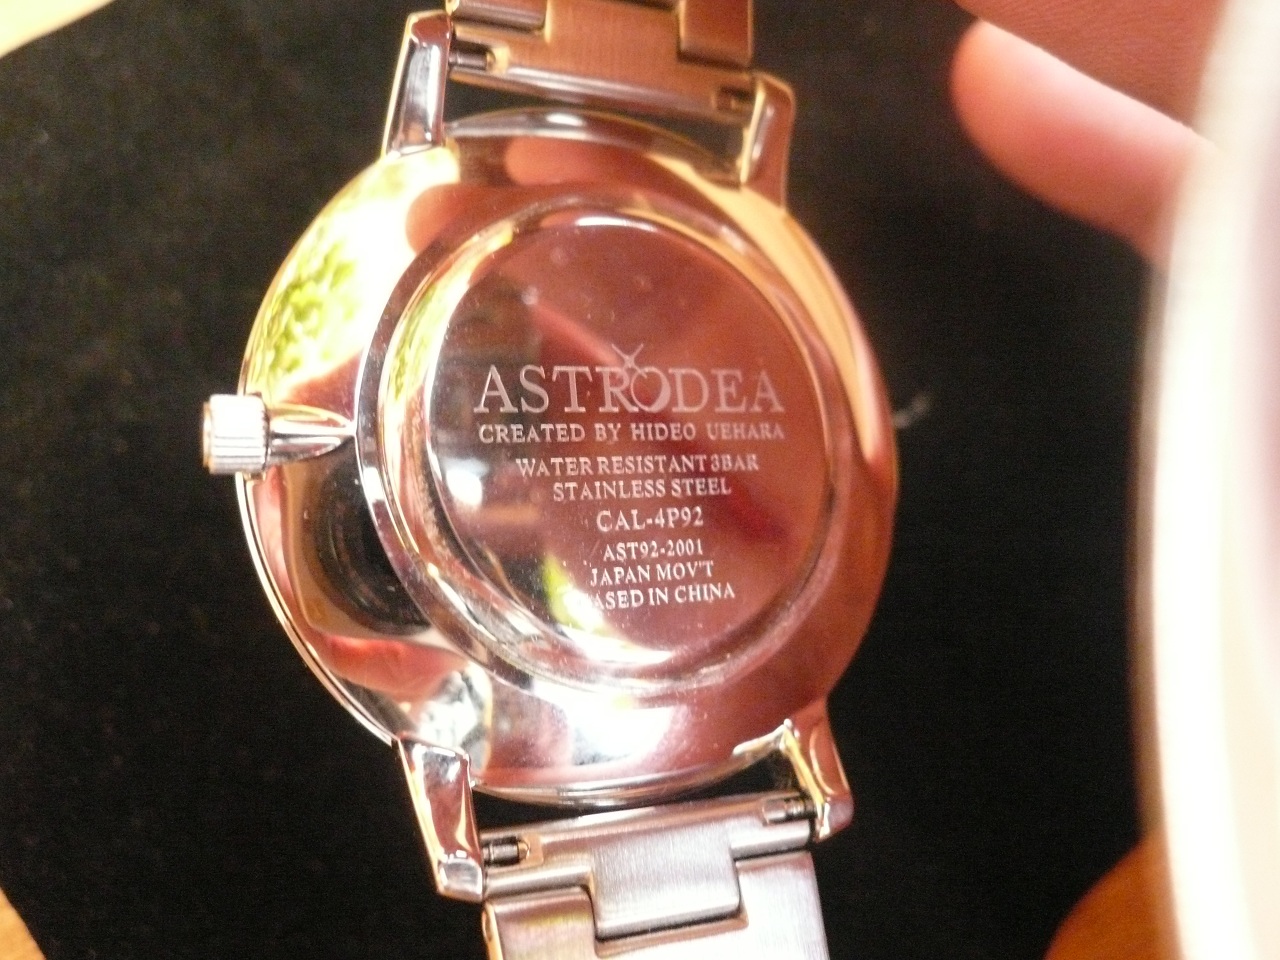 ASTRODEA
CREATED BY HIDEO UEHARA
WATER RESISTANT 3BAR
STAINLESS STEEL
CAL-4P92
AST92-2001
JAPAN MOV'T
CASED IN CHINA